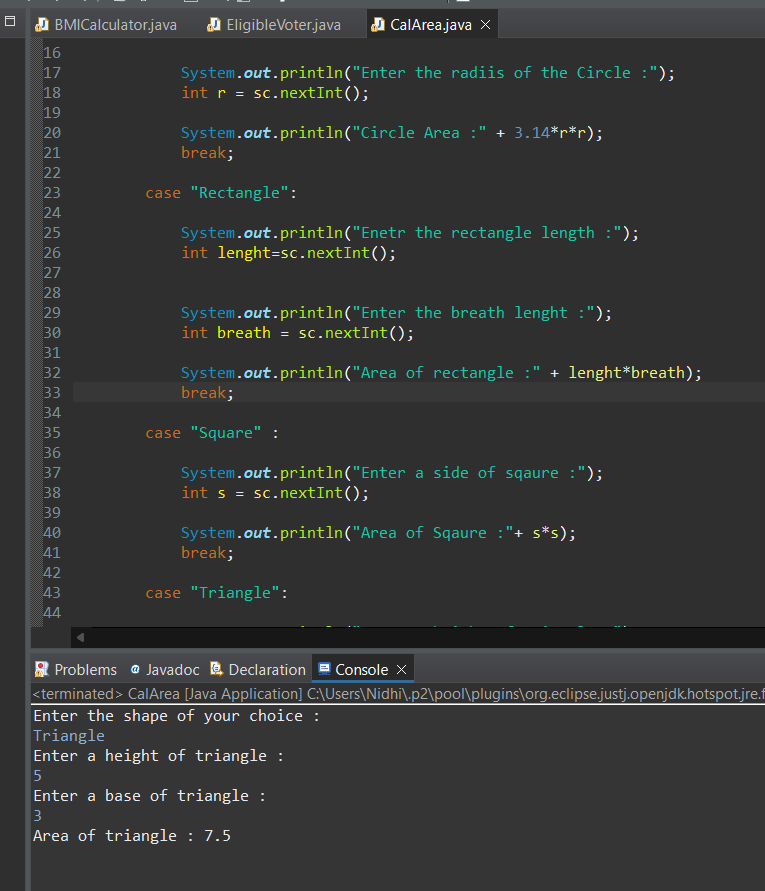 BMICalculator.java EligibleVoter.java CalArea.java
16
17 System.out.println("Enter the radiis of the Circle :");
18 int r = sc.nextInt();
19
20 System.out.println("Circle Area :" + 3.14*r*r);
21 break;
22
23 case "Rectangle":
24
25 System.out.println("Enetr the rectangle length :");
26 int lenght=sc.nextInt();
27
28
29 System.out.println("Enter the breath lenght :");
30 int breath = sc.nextInt();
31
32 System.out.println("Area of rectangle :" + lenght*breath);
33 break;
34
35 case "Square" :
36
37 System.out.println("Enter a side of sqaure :");
38 int s = sc.nextInt();
39
40 System.out.println("Area of Sqaure :"+ s*s);
41 break;
42
43 case "Triangle":
44
Problems Javadoc Declaration Console
<terminated> CalArea [Java Application] C:\Users\Nidhi\.p2\pool\plugins\org.eclipse.justj.openjdk.hotspot.jre.f
Enter the shape of your choice :
Triangle
Enter a height of triangle :
5
Enter a base of triangle :
3
Area of triangle : 7.5